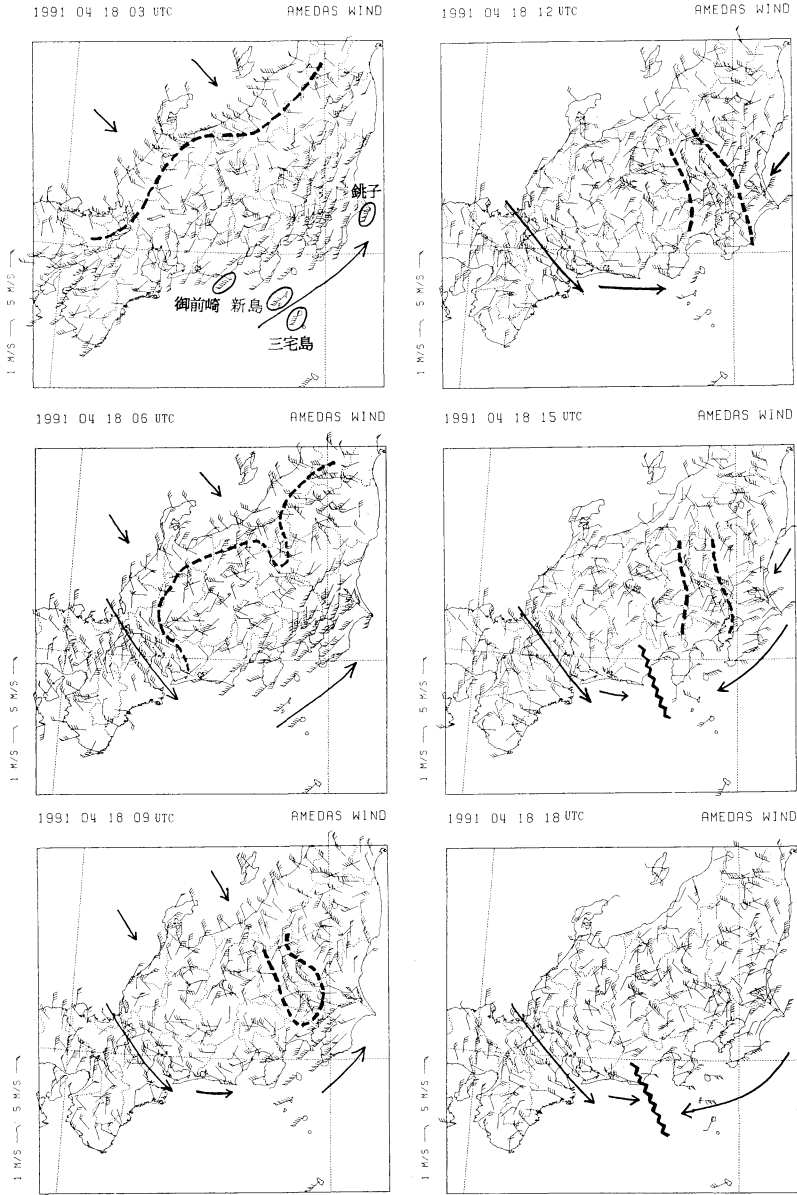 1991 04 18 03 UTC AMEDAS WIND
銚子
御前崎 新島
三宅島
1 M/S 5 M/S
1991 04 18 06 UTC AMEDAS WIND
1 M/S 5 M/S
1991 04 18 09 UTC AMEDAS WIND
1 M/S 5 M/S
1991 04 18 12 UTC AMEDAS WIND
1 M/S 5 M/S
1991 04 18 15 UTC AMEDAS WIND
1 M/S 5 M/S
1991 04 18 18 UTC AMEDAS WIND
1 M/S 5 M/S